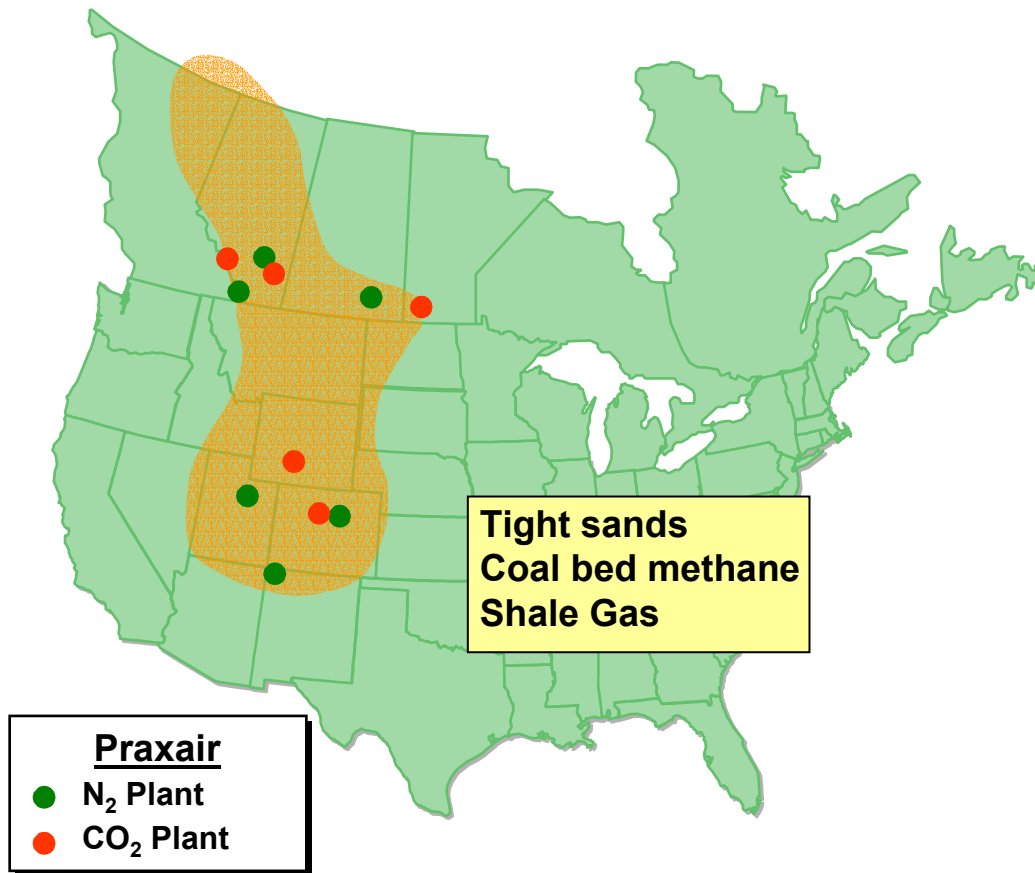 Tight sands
Coal bed methane
Shale Gas
Praxair
N₂ Plant
CO₂ Plant